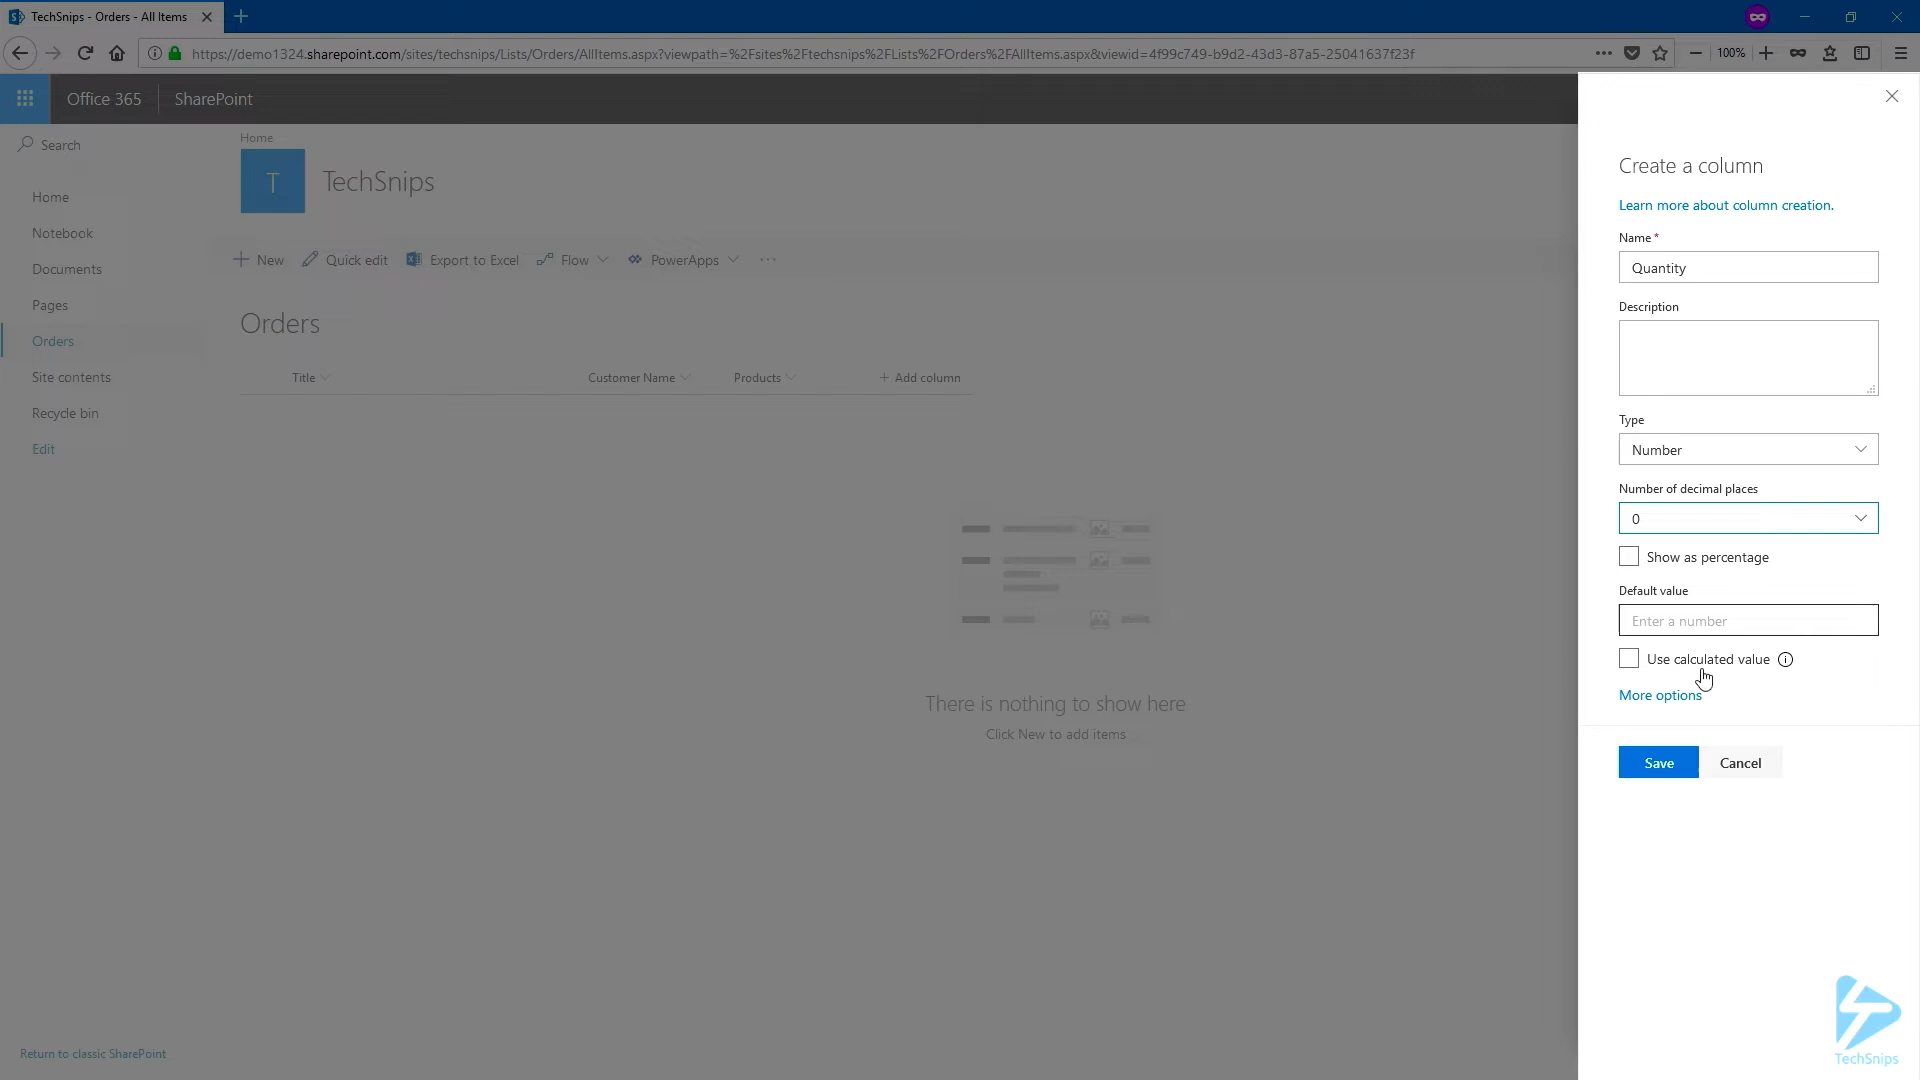 TechSnips - Orders - All Items
https://demo1324.sharepoint.com/sites/techsnips/Lists/Orders/AllItems.aspx?viewpath=%2Fsites%2Ftechsnips%2FLists%2FOrders%2FAllItems.aspx&viewid=4f99c749-b9d2-43d3-87a5-25041637f23f
100%
Office 365
SharePoint
Search
Home
Notebook
Documents
Pages
Orders
Site contents
Recycle bin
Edit
Return to classic SharePoint
Home
T
TechSnips
New
Quick edit
Export to Excel
Flow
PowerApps
Orders
Title
Customer Name
Products
+ Add column
There is nothing to show here
Click New to add items
Create a column
Learn more about column creation.
Name *
Quantity
Description
Type
Number
Number of decimal places
0
Show as percentage
Default value
Enter a number
Use calculated value
More options
Save
Cancel
TechSnips